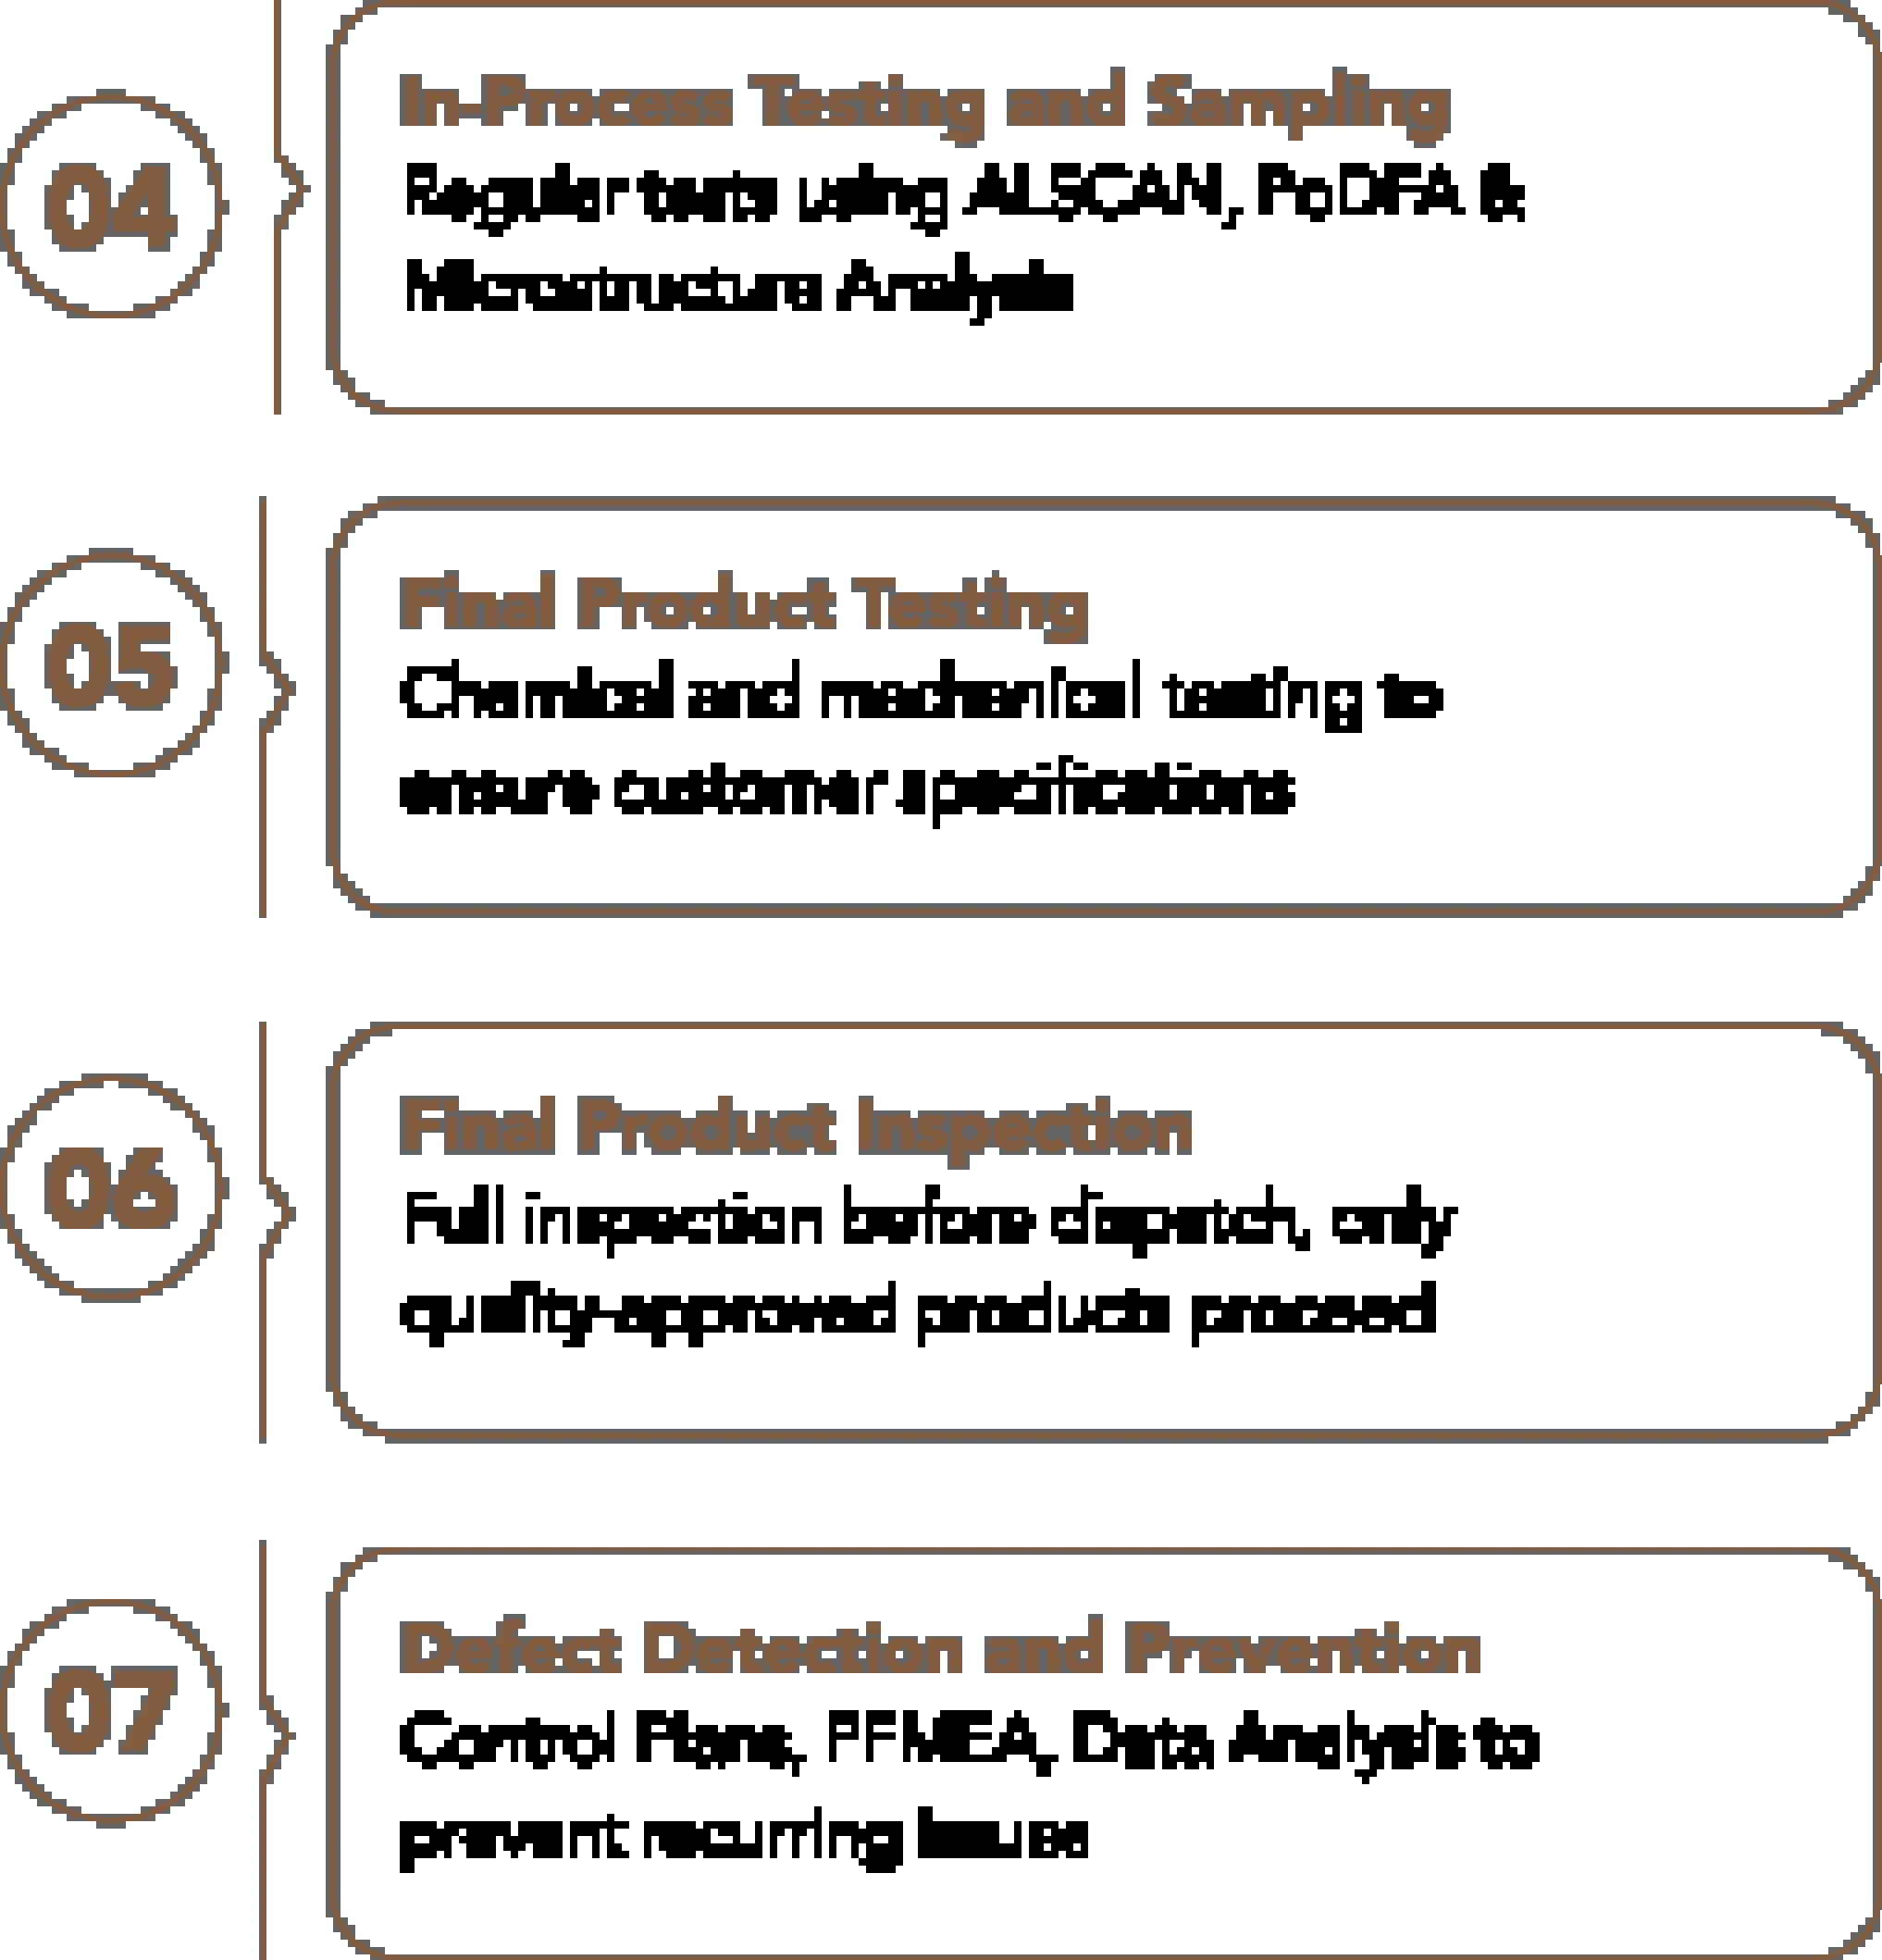 04
In-Process Testing and Sampling
Regular tests using ALSCAN, PoDFA &
Microstructure Analysis
05
Final Product Testing
Chemical and mechanical testing to
ensure customer specifications
06
Final Product Inspection
Full inspection before dispatch, only
quality-approved products proceed
07
Defect Detection and Prevention
Control Plans, PFMEA, Data Analysis to
prevent recurring issues